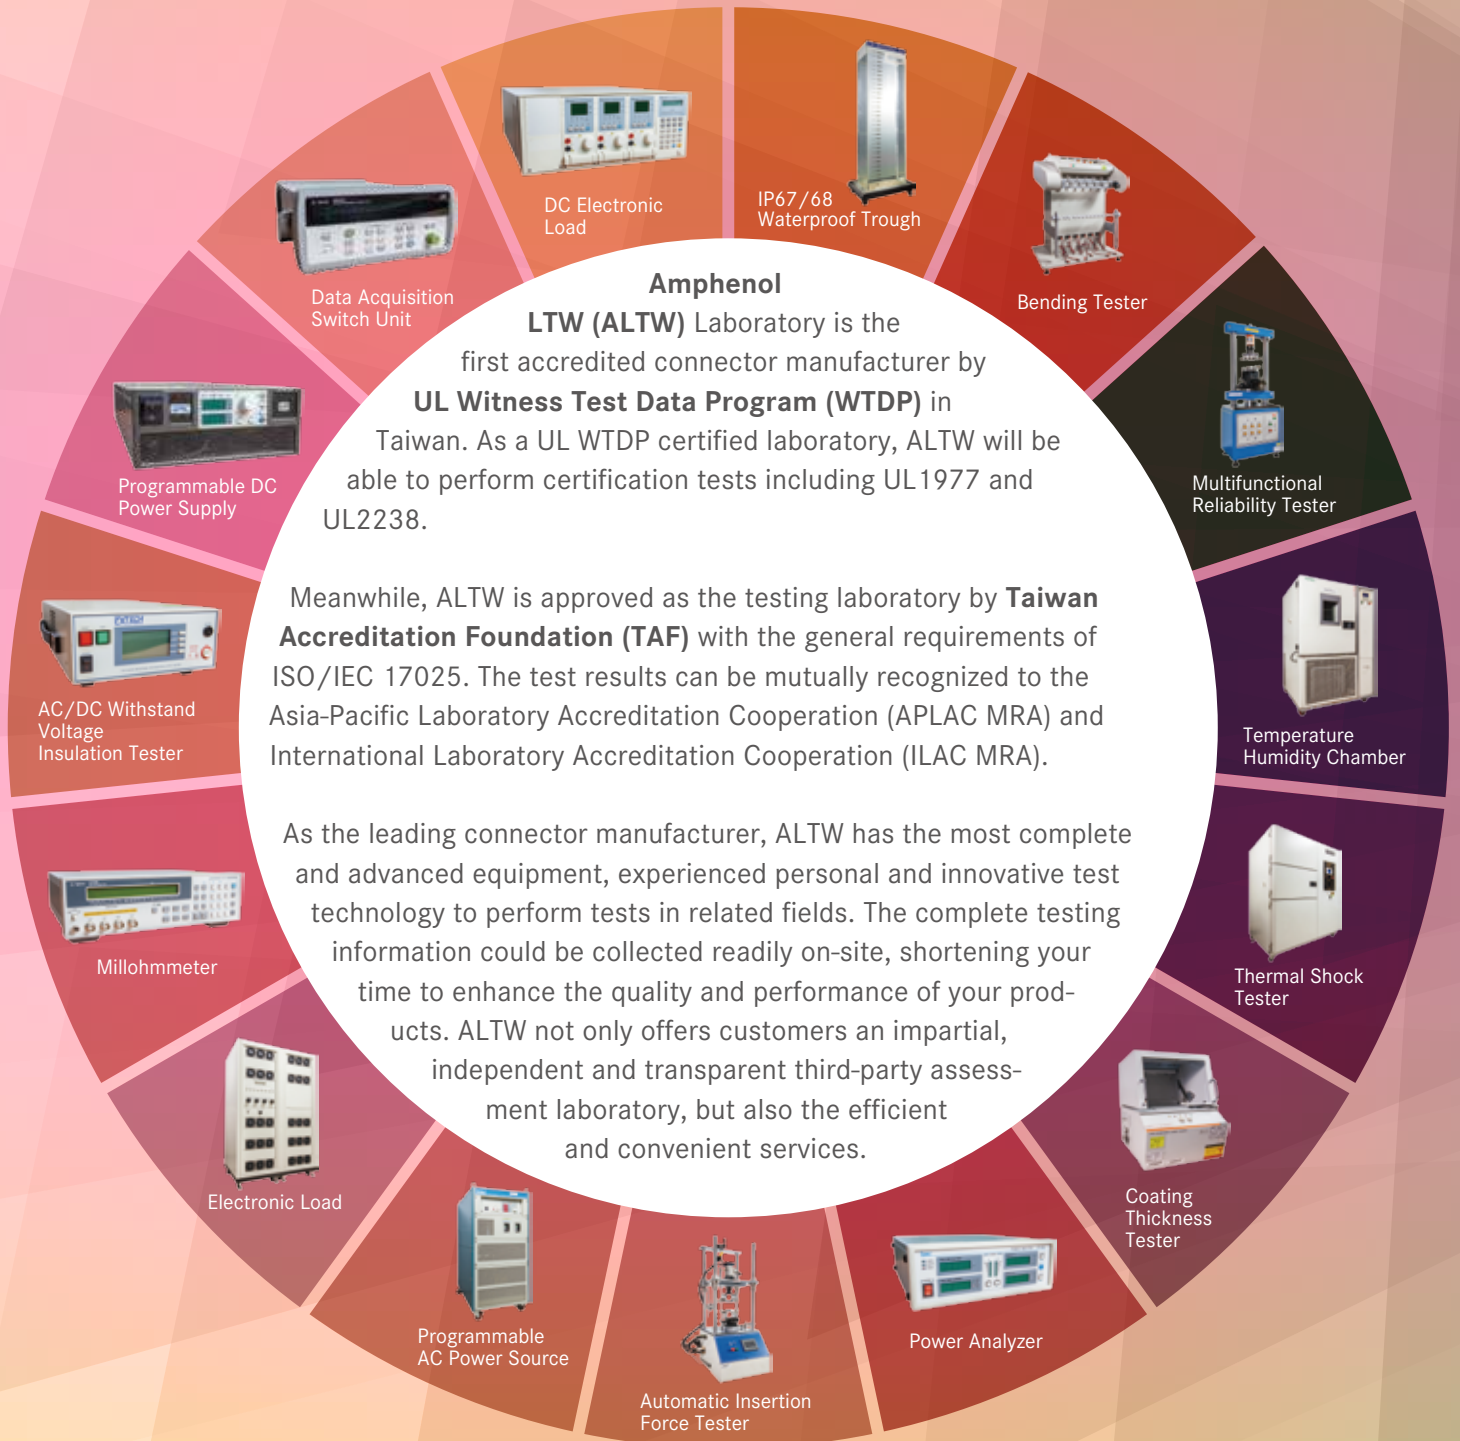 DC Electronic
Load
IP67/68
Waterproof Trough
Bending Tester
Multifunctional
Reliability Tester
Temperature
Humidity Chamber
Thermal Shock
Tester
Coating
Thickness
Tester
Power Analyzer
Automatic Insertion
Force Tester
Programmable
AC Power Source
Electronic Load
Millohmmeter
AC/DC Withstand
Voltage
Insulation Tester
Programmable DC
Power Supply
Data Acquisition
Switch Unit
Amphenol
LTW (ALTW) Laboratory is the
first accredited connector manufacturer by
UL Witness Test Data Program (WTDP) in
Taiwan. As a UL WTDP certified laboratory, ALTW will be
able to perform certification tests including UL1977 and
UL2238.
Meanwhile, ALTW is approved as the testing laboratory by Taiwan
Accreditation Foundation (TAF) with the general requirements of
ISO/IEC 17025. The test results can be mutually recognized to the
Asia-Pacific Laboratory Accreditation Cooperation (APLAC MRA) and
International Laboratory Accreditation Cooperation (ILAC MRA).
As the leading connector manufacturer, ALTW has the most complete
and advanced equipment, experienced personal and innovative test
technology to perform tests in related fields. The complete testing
information could be collected readily on-site, shortening your
time to enhance the quality and performance of your prod-
ucts. ALTW not only offers customers an impartial,
independent and transparent third-party assess-
ment laboratory, but also the efficient
and convenient services.